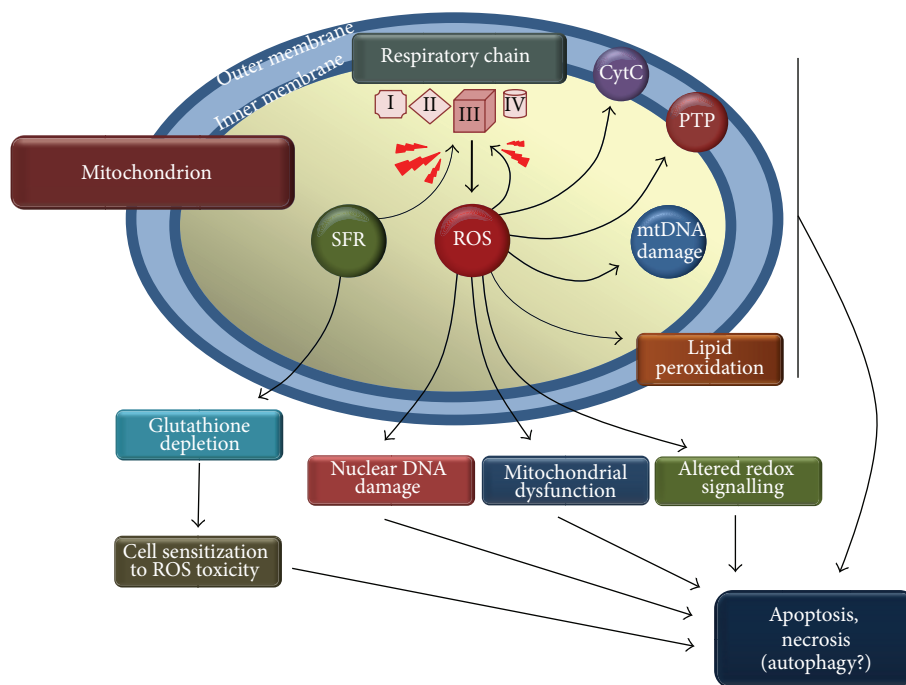 Outer membrane
Inner membrane
Respiratory chain
I
II
III
IV
CytC
PTP
Mitochondrion
SFR
ROS
mtDNA
damage
Lipid
peroxidation
Glutathione
depletion
Nuclear DNA
damage
Mitochondrial
dysfunction
Altered redox
signalling
Cell sensitization
to ROS toxicity
Apoptosis,
necrosis
(autophagy?)